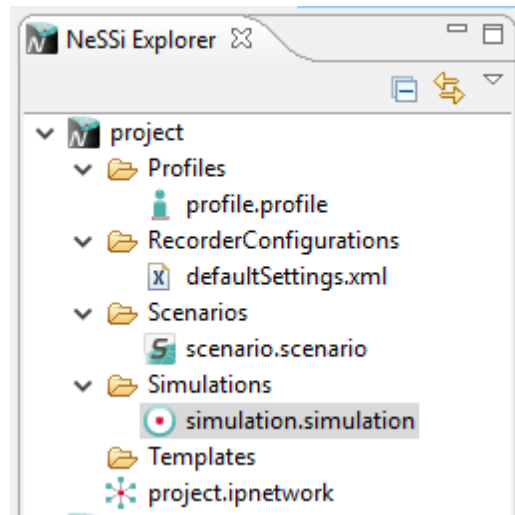 NeSSi Explorer
project
Profiles
profile.profile
RecorderConfigurations
defaultSettings.xml
Scenarios
scenario.scenario
Simulations
simulation.simulation
Templates
project.ipnetwork